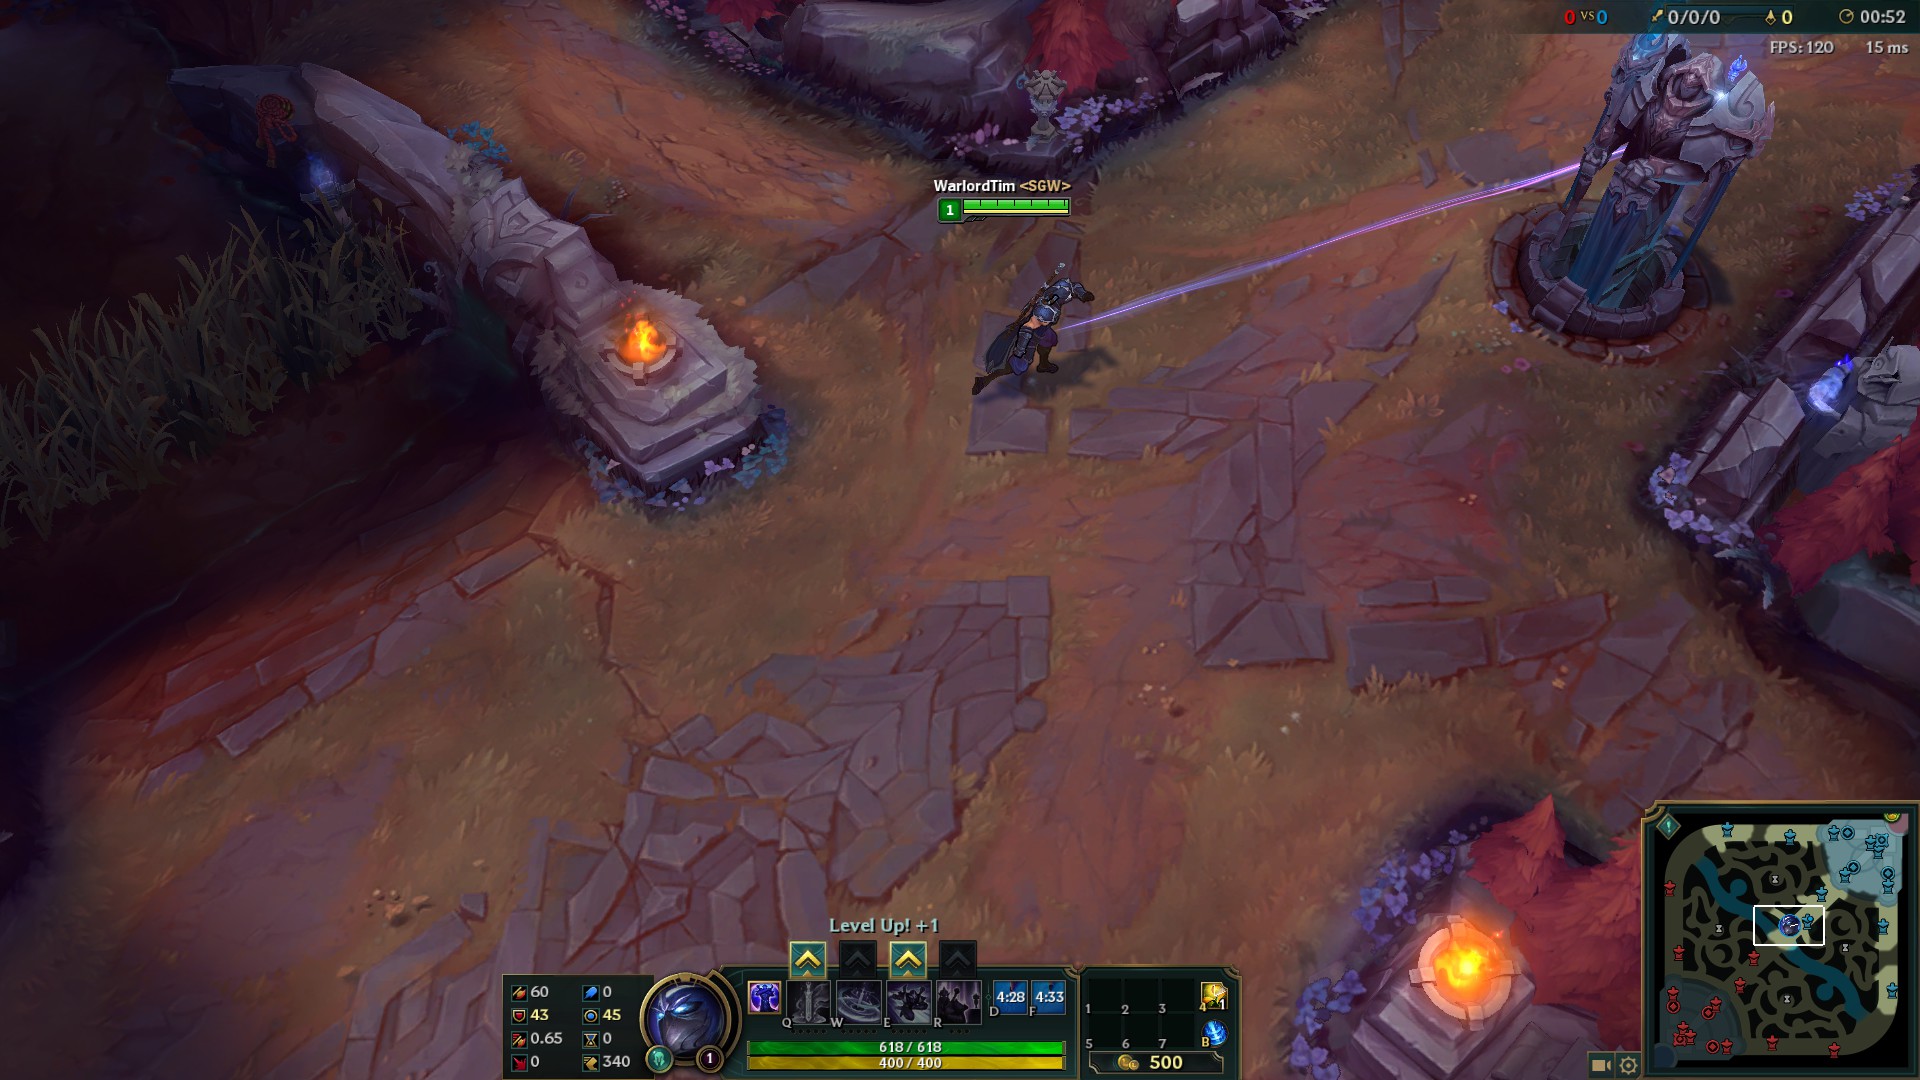 0 VS 0 0/0/0 0 00:52
FPS: 120 15 ms
WarlordTim <SGW>
1
Level Up! +1
60 0
43 45
0.65 0
0 340
1
Q W E R
4:28 4:33
D F
618 / 618
400 / 400
1 2 3 4 1
5 6 7 B
500